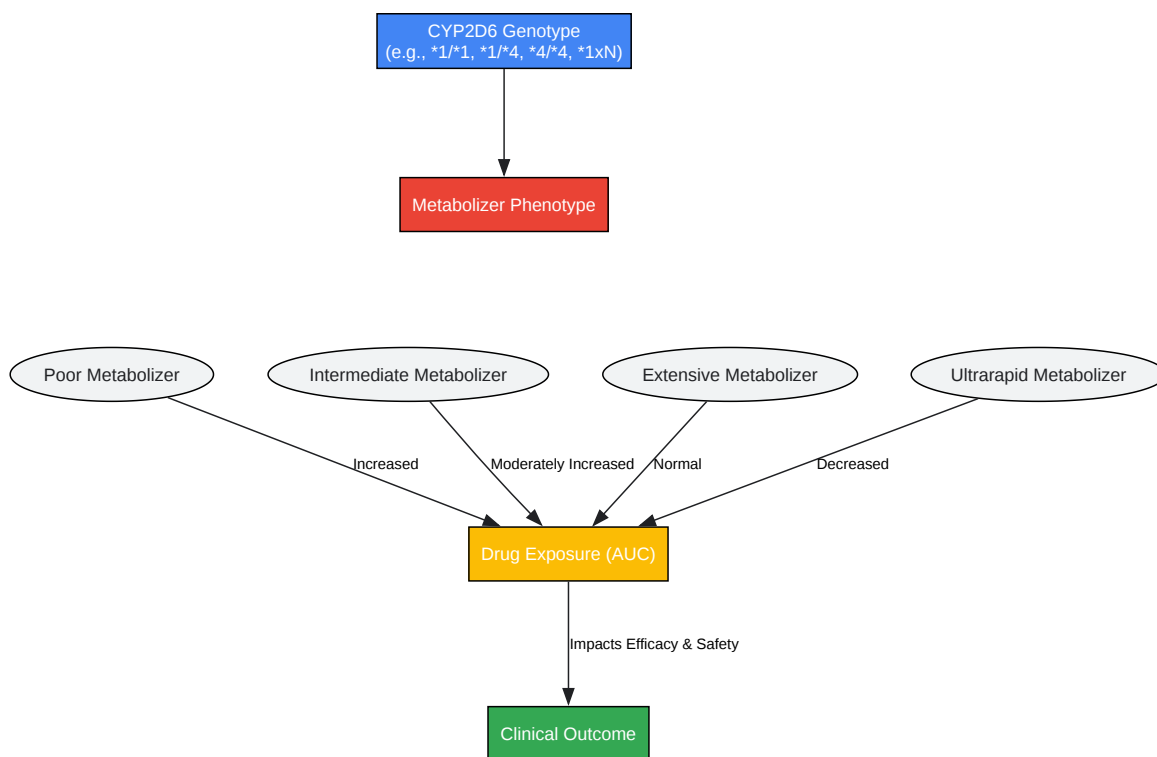 CYP2D6 Genotype
(e.g., *1/*1, *1/*4, *4/*4, *1xN)
Metabolizer Phenotype
Poor Metabolizer
Intermediate Metabolizer
Extensive Metabolizer
Ultrarapid Metabolizer
Increased
Moderately Increased
Normal
Decreased
Drug Exposure (AUC)
Impacts Efficacy & Safety
Clinical Outcome